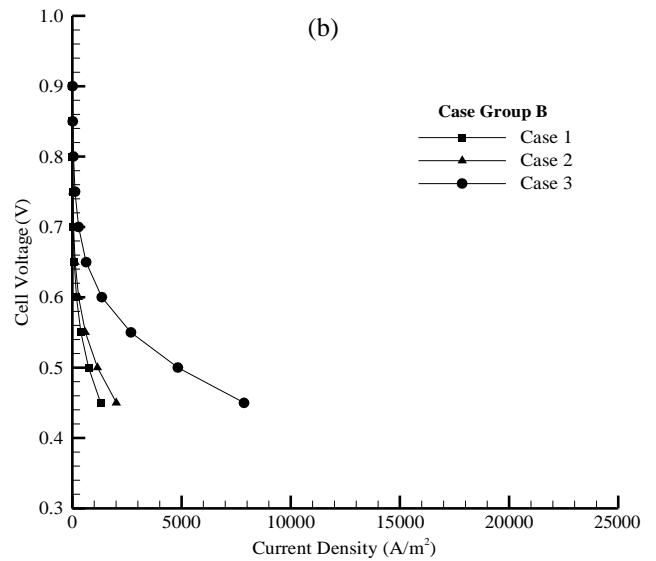 (b)
1.0
0.9
0.8
0.7
0.6
0.5
0.4
0.3
Cell Voltage (V)
Case Group B
Case 1
Case 2
Case 3
0
5000
10000
15000
20000
25000
Current Density (A/m²)